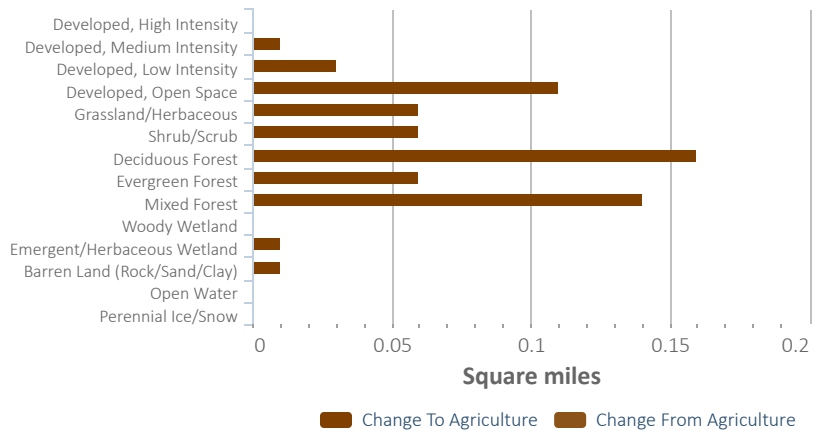 Developed, High Intensity
Developed, Medium Intensity
Developed, Low Intensity
Developed, Open Space
Grassland/Herbaceous
Shrub/Scrub
Deciduous Forest
Evergreen Forest
Mixed Forest
Woody Wetland
Emergent/Herbaceous Wetland
Barren Land (Rock/Sand/Clay)
Open Water
Perennial Ice/Snow
0 0.05 0.1 0.15 0.2
Square miles
Change To Agriculture Change From Agriculture